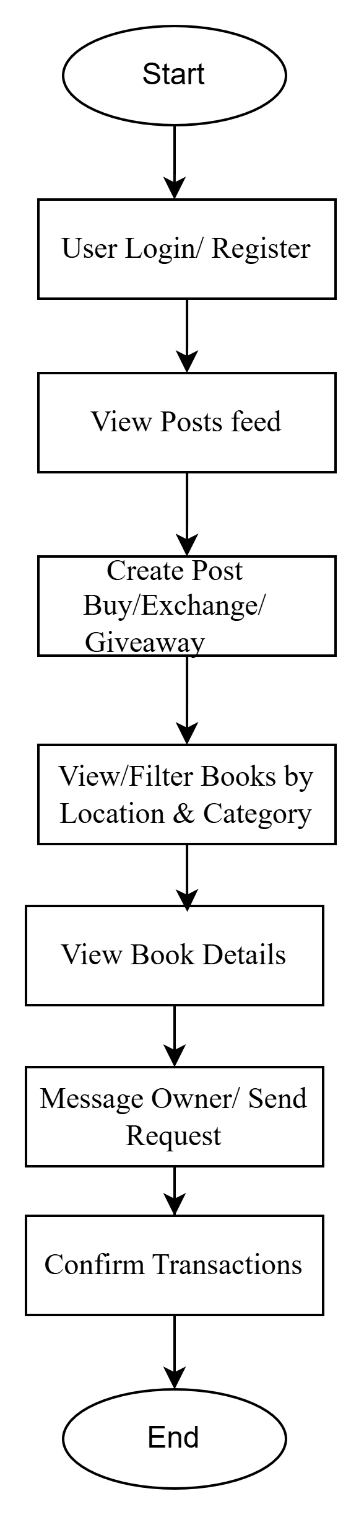 Start
User Login/ Register
View Posts feed
Create Post
Buy/Exchange/
Giveaway
View/Filter Books by
Location & Category
View Book Details
Message Owner/ Send
Request
Confirm Transactions
End